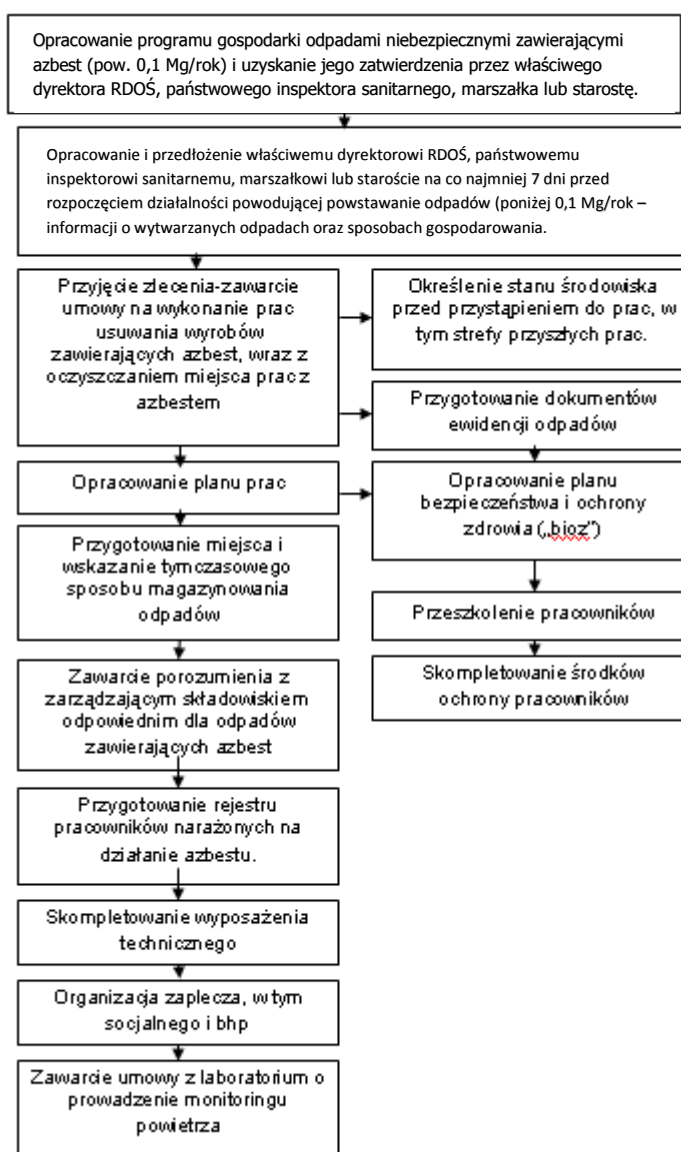 Opracowanie programu gospodarki odpadami niebezpiecznymi zawierającymi
azbest (pow. 0,1 Mg/rok) i uzyskanie jego zatwierdzenia przez właściwego
dyrektora RDOŚ, państwowego inspektora sanitarnego, marszałka lub starostę.
Opracowanie i przedłożenie właściwemu dyrektorowi RDOŚ, państwowemu
inspektorowi sanitarnemu, marszałkowi lub staroście na co najmniej 7 dni przed
rozpoczęciem działalności powodującej powstawanie odpadów (poniżej 0,1 Mg/rok –
informacji o wytwarzanych odpadach oraz sposobach gospodarowania.
Przyjęcie zlecenia-zawarcie
umowy na wykonanie prac
usuwania wyrobów
zawierających azbest, wraz z
oczyszczaniem miejsca prac z
azbestem
Określenie stanu środowiska
przed przystąpieniem do prac, w
tym strefy przyszłych prac.
Przygotowanie dokumentów
ewidencji odpadów
Opracowanie planu prac
Opracowanie planu
bezpieczeństwa i ochrony
zdrowia („bioz”)
Przygotowanie miejsca i
wskazanie tymczasowego
sposobu magazynowania
odpadów
Przeszkolenie pracowników
Zawarcie porozumienia z
zarządzającym składowiskiem
odpowiednim dla odpadów
zawierających azbest
Skompletowanie środków
ochrony pracowników
Przygotowanie rejestru
pracowników narażonych na
działanie azbestu.
Skompletowanie wyposażenia
technicznego
Organizacja zaplecza, w tym
socjalnego i bhp
Zawarcie umowy z laboratorium o
prowadzenie monitoringu
powietrza